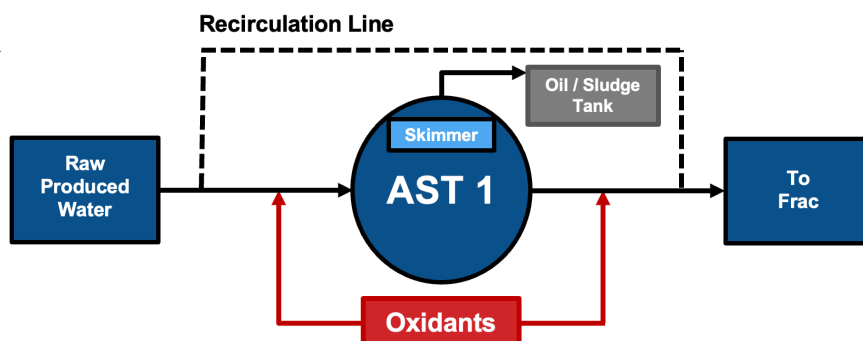 Recirculation Line
Oil / Sludge
Tank
Skimmer
Raw
Produced
Water
AST 1
To
Frac
Oxidants